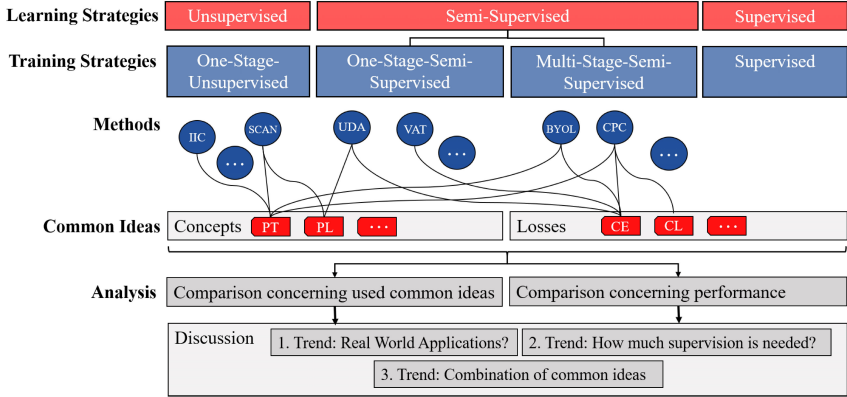 Learning Strategies
Unsupervised
Semi-Supervised
Supervised
Training Strategies
One-Stage-
Unsupervised
One-Stage-Semi-
Supervised
Multi-Stage-Semi-
Supervised
Supervised
Methods
IIC
...
SCAN
UDA
VAT
...
BYOL
CPC
...
Common Ideas
Concepts
PT
PL
...
Losses
CE
CL
...
Analysis
Comparison concerning used common ideas
Comparison concerning performance
Discussion
1. Trend: Real World Applications?
2. Trend: How much supervision is needed?
3. Trend: Combination of common ideas